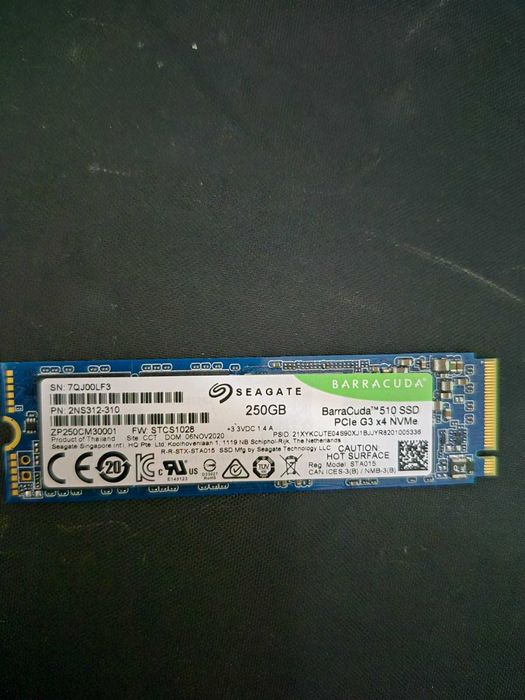 SN: 7QJ00LF3
PN: 2NS312-310
ZP250CM30001 FW: STCS1028
SEAGATE
250GB
BARRACUDA
BarraCuda™ 510 SSD
PCIe G3 x4 NVMe
+3.3VDC 1.4 A
Product of Thailand Site CCT DOM 06NOV2020
PSID: 21XYKCUTE04S90XJ1BJJYR8201005336
Seagate Singapore Intl. HQ Pte. Ltd. Koolhovenlaan 1, 1119 NB Schiphol-Rijk, The Netherlands
R-R-STX-STA015 SSD Mfg by Seagate Technology LLC
CAUTION
HOT SURFACE
Reg Model: STA015
CAN ICES-3(B) / NMB-3(B)
CE
20
E145123